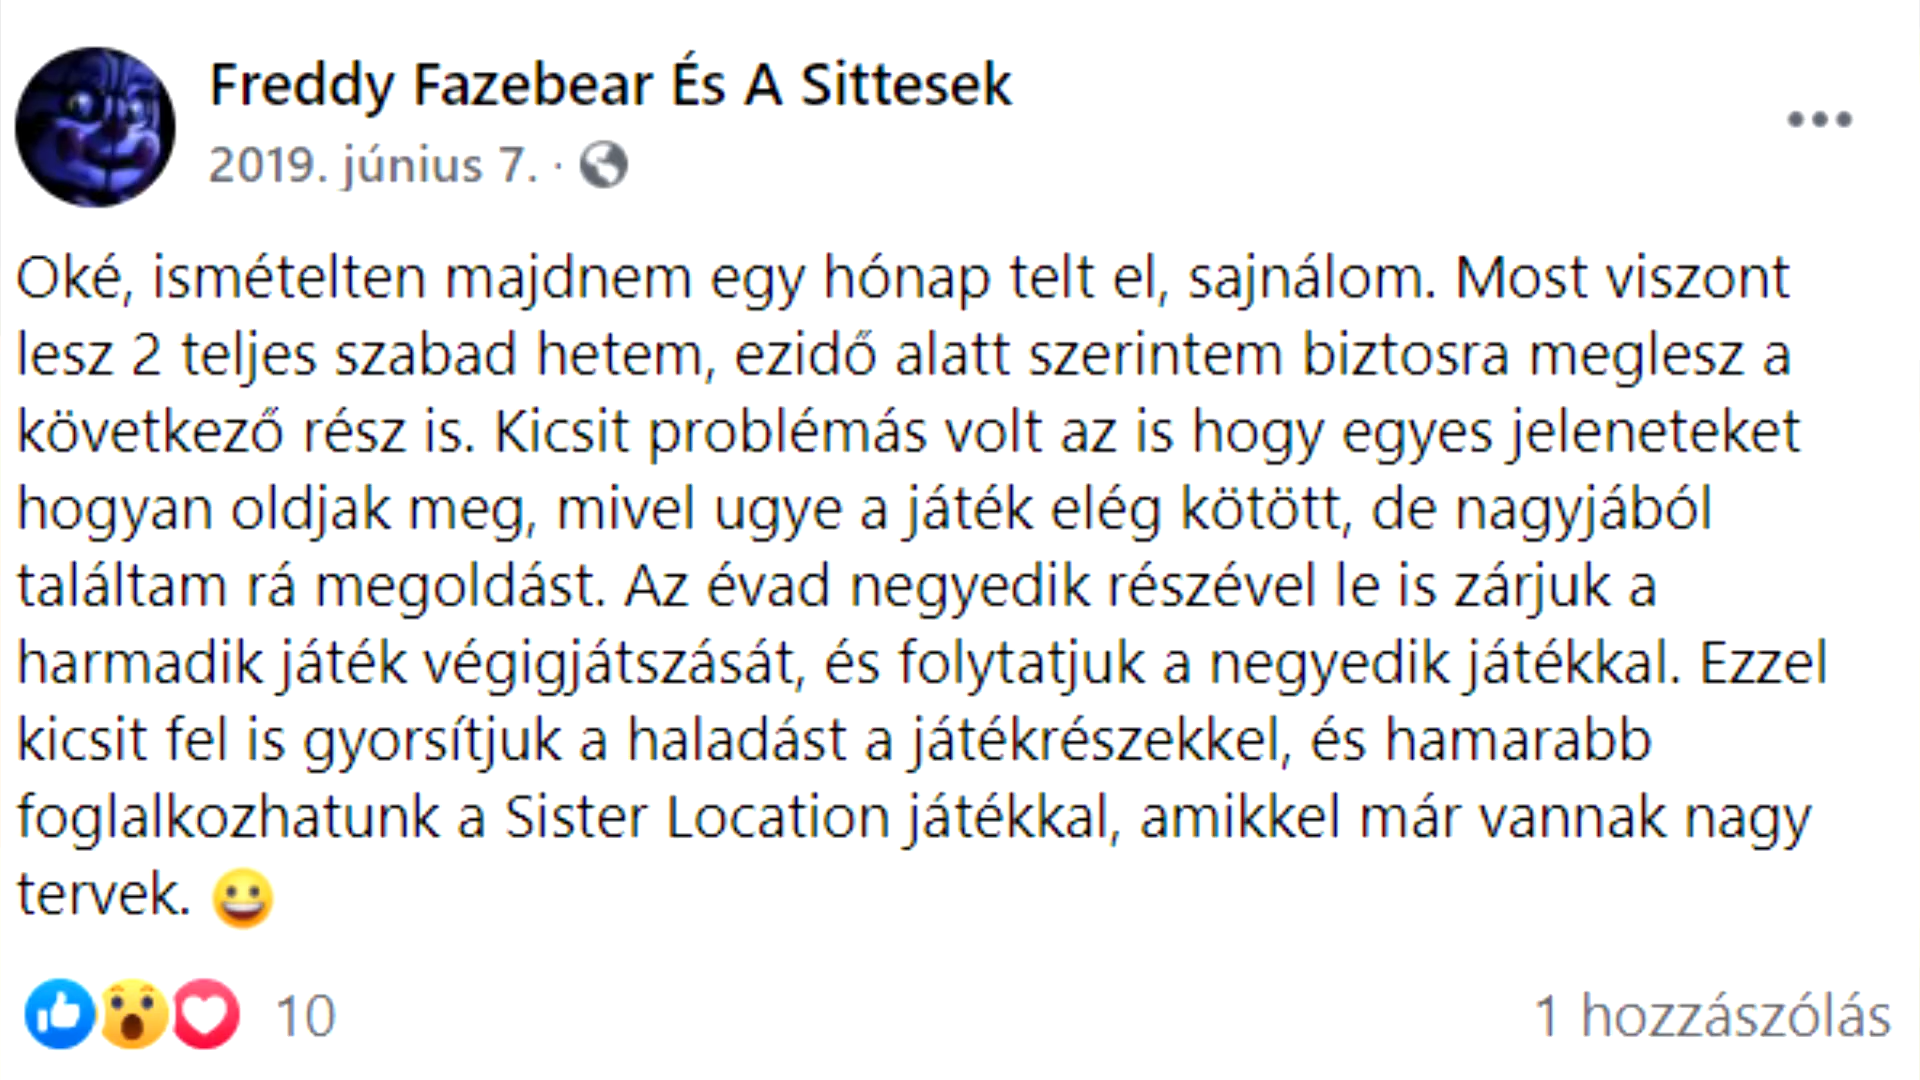 Freddy Fazebear És A Sittesek
2019. június 7. ·
Oké, ismételten majdnem egy hónap telt el, sajnálom. Most viszont
lesz 2 teljes szabad hetem, ezidő alatt szerintem biztosra meglesz a
következő rész is. Kicsit problémás volt az is hogy egyes jeleneteket
hogyan oldjak meg, mivel ugye a játék elég kötött, de nagyjából
találtam rá megoldást. Az évad negyedik részével le is zárjuk a
harmadik játék végigjátszását, és folytatjuk a negyedik játékkal. Ezzel
kicsit fel is gyorsítjuk a haladást a játékrészekkel, és hamarabb
foglalkozhatunk a Sister Location játékkal, amikkel már vannak nagy
tervek. 😀
10
1 hozzászólás